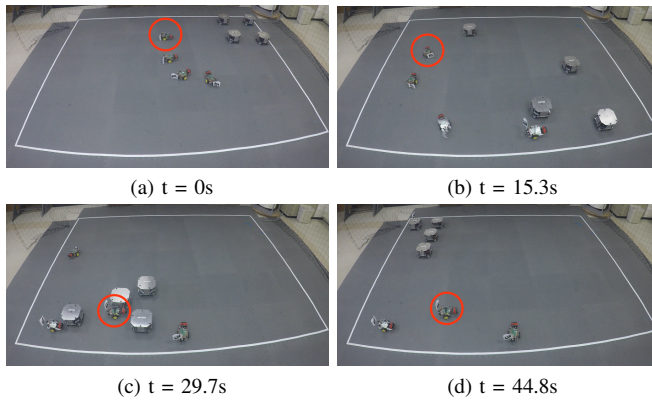 (a) t = 0s
(b) t = 15.3s
(c) t = 29.7s
(d) t = 44.8s